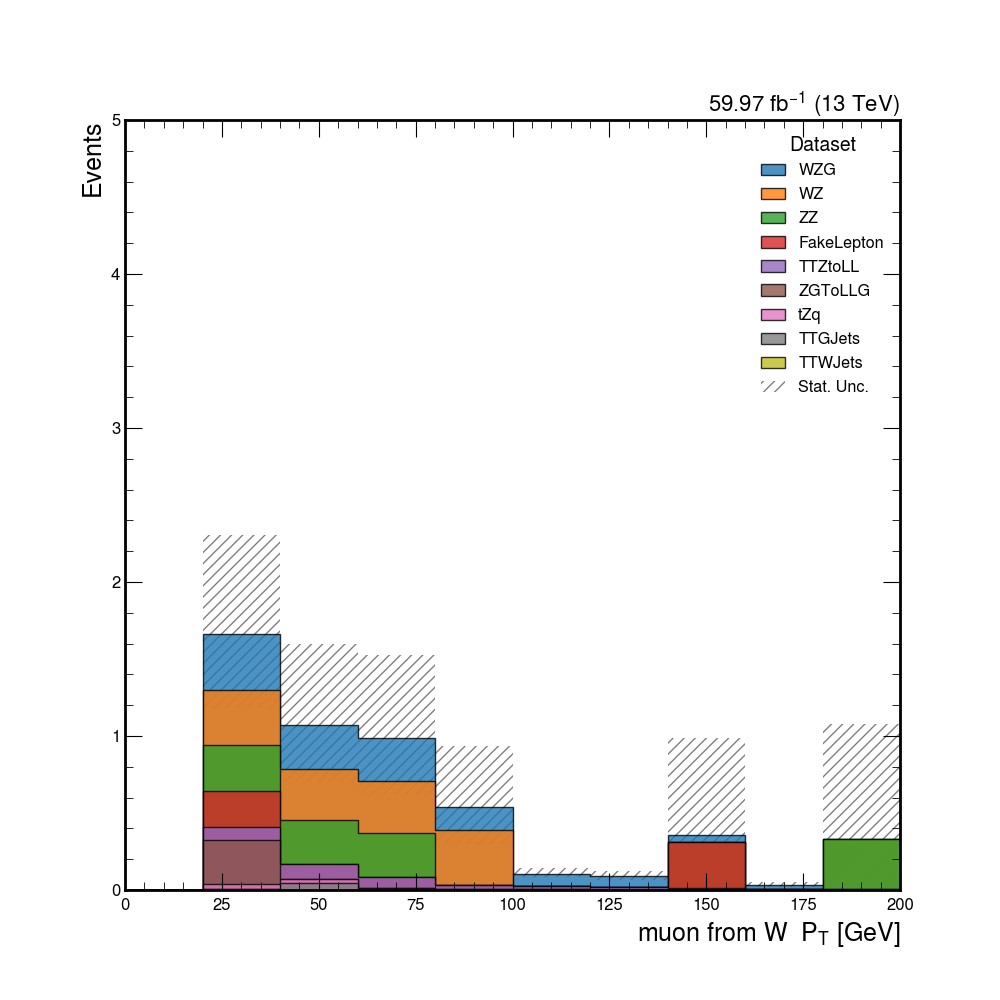 59.97 fb⁻¹ (13 TeV)
Events
5
4
3
2
1
0
Dataset
WZG
WZ
ZZ
FakeLepton
TTZtoLL
ZGToLLG
tZq
TTGJets
TTWJets
Stat. Unc.
0 25 50 75 100 125 150 175 200
muon from W P_T [GeV]